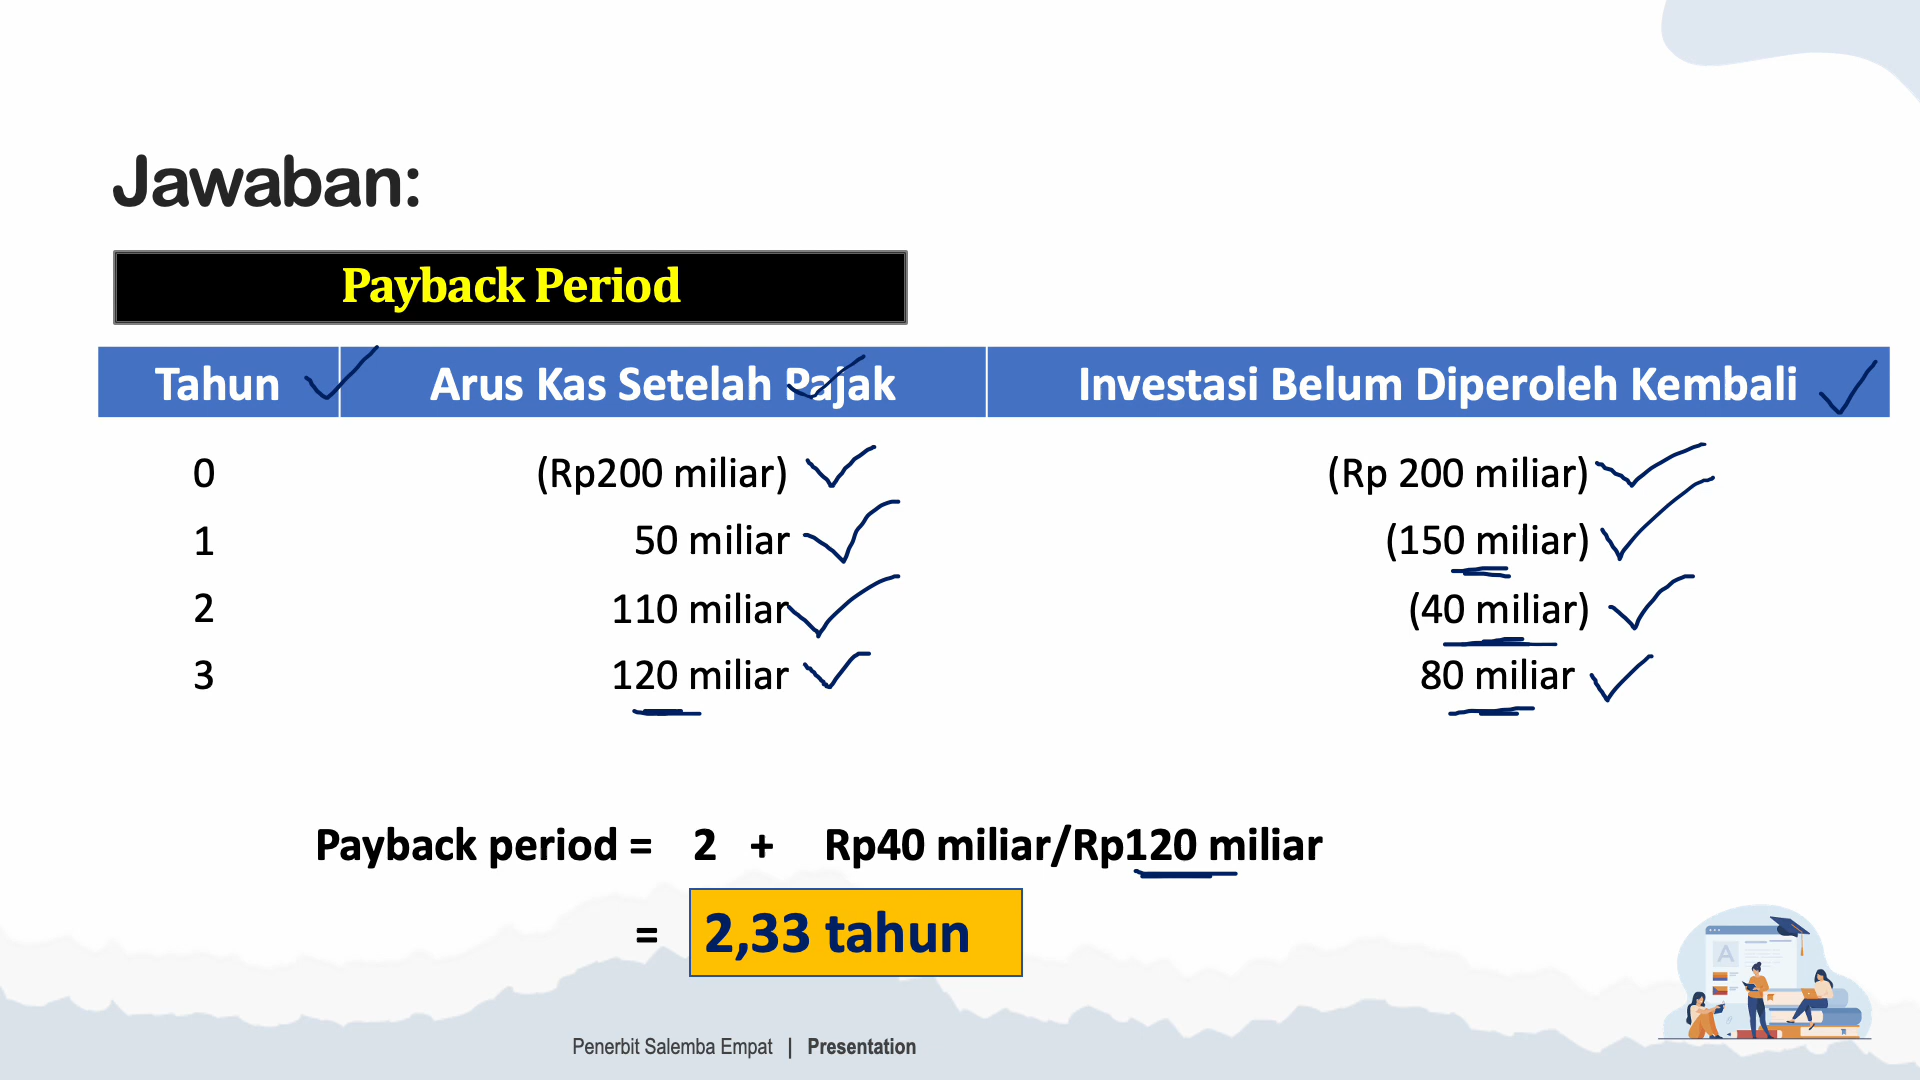 Jawaban:
Payback Period
Tahun Arus Kas Setelah Pajak Investasi Belum Diperoleh Kembali
0 (Rp200 miliar) (Rp 200 miliar)
1 50 miliar (150 miliar)
2 110 miliar (40 miliar)
3 120 miliar 80 miliar
Payback period = 2 + Rp40 miliar/Rp120 miliar
= 2,33 tahun
A
Penerbit Salemba Empat | Presentation